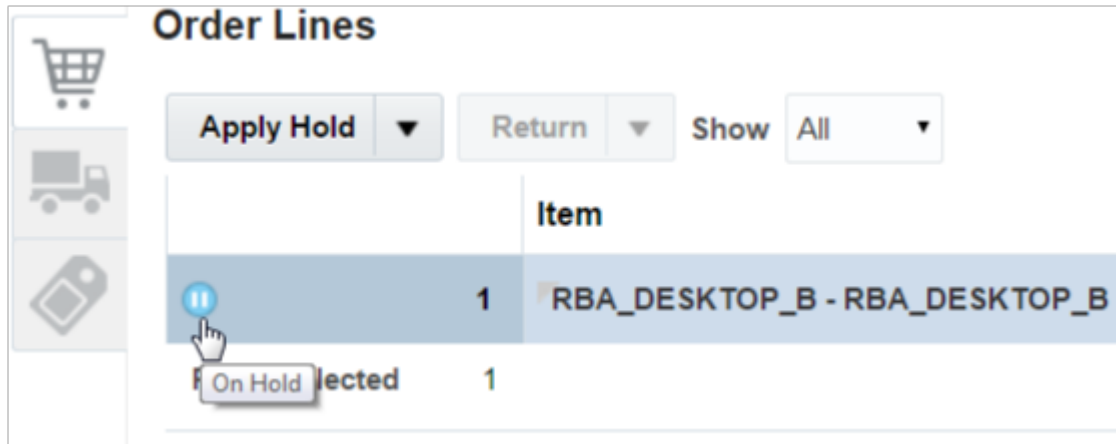 Order Lines
Apply Hold Return Show All
Item
1 RBA_DESKTOP_B - RBA_DESKTOP_B
On Hold lected 1